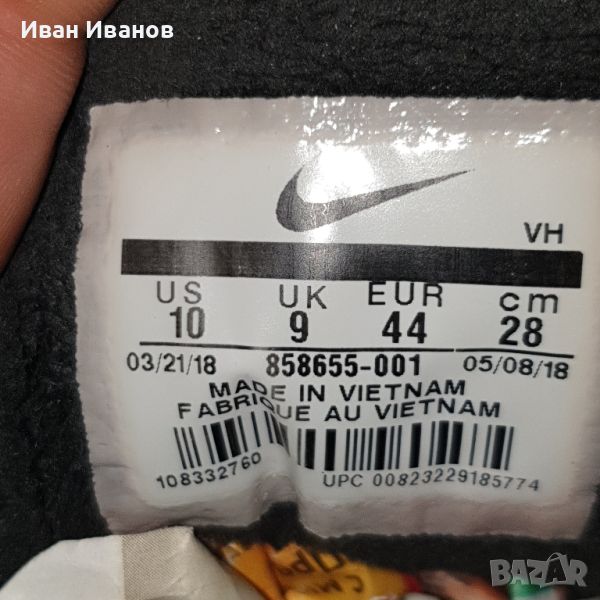 Иван Иванов
VH
US UK EUR cm
10 9 44 28
03/21/18 858655-001 05/08/18
MADE IN VIETNAM
FABRIQUE AU VIETNAM
108332760
UPC 00823229185774
BAZAR